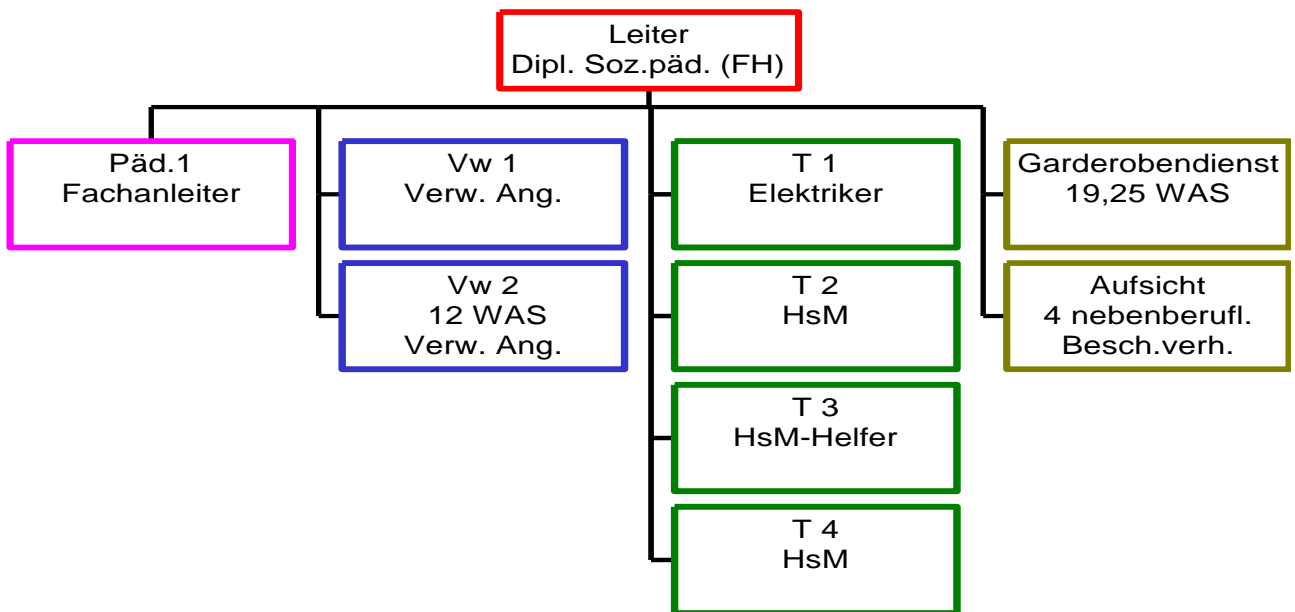 Leiter
Dipl. Soz.päd. (FH)
Päd.1
Fachanleiter
Vw 1
Verw. Ang.
T 1
Elektriker
Garderobendienst
19,25 WAS
Vw 2
12 WAS
Verw. Ang.
T 2
HsM
Aufsicht
4 nebenberufl.
Besch.verh.
T 3
HsM-Helfer
T 4
HsM